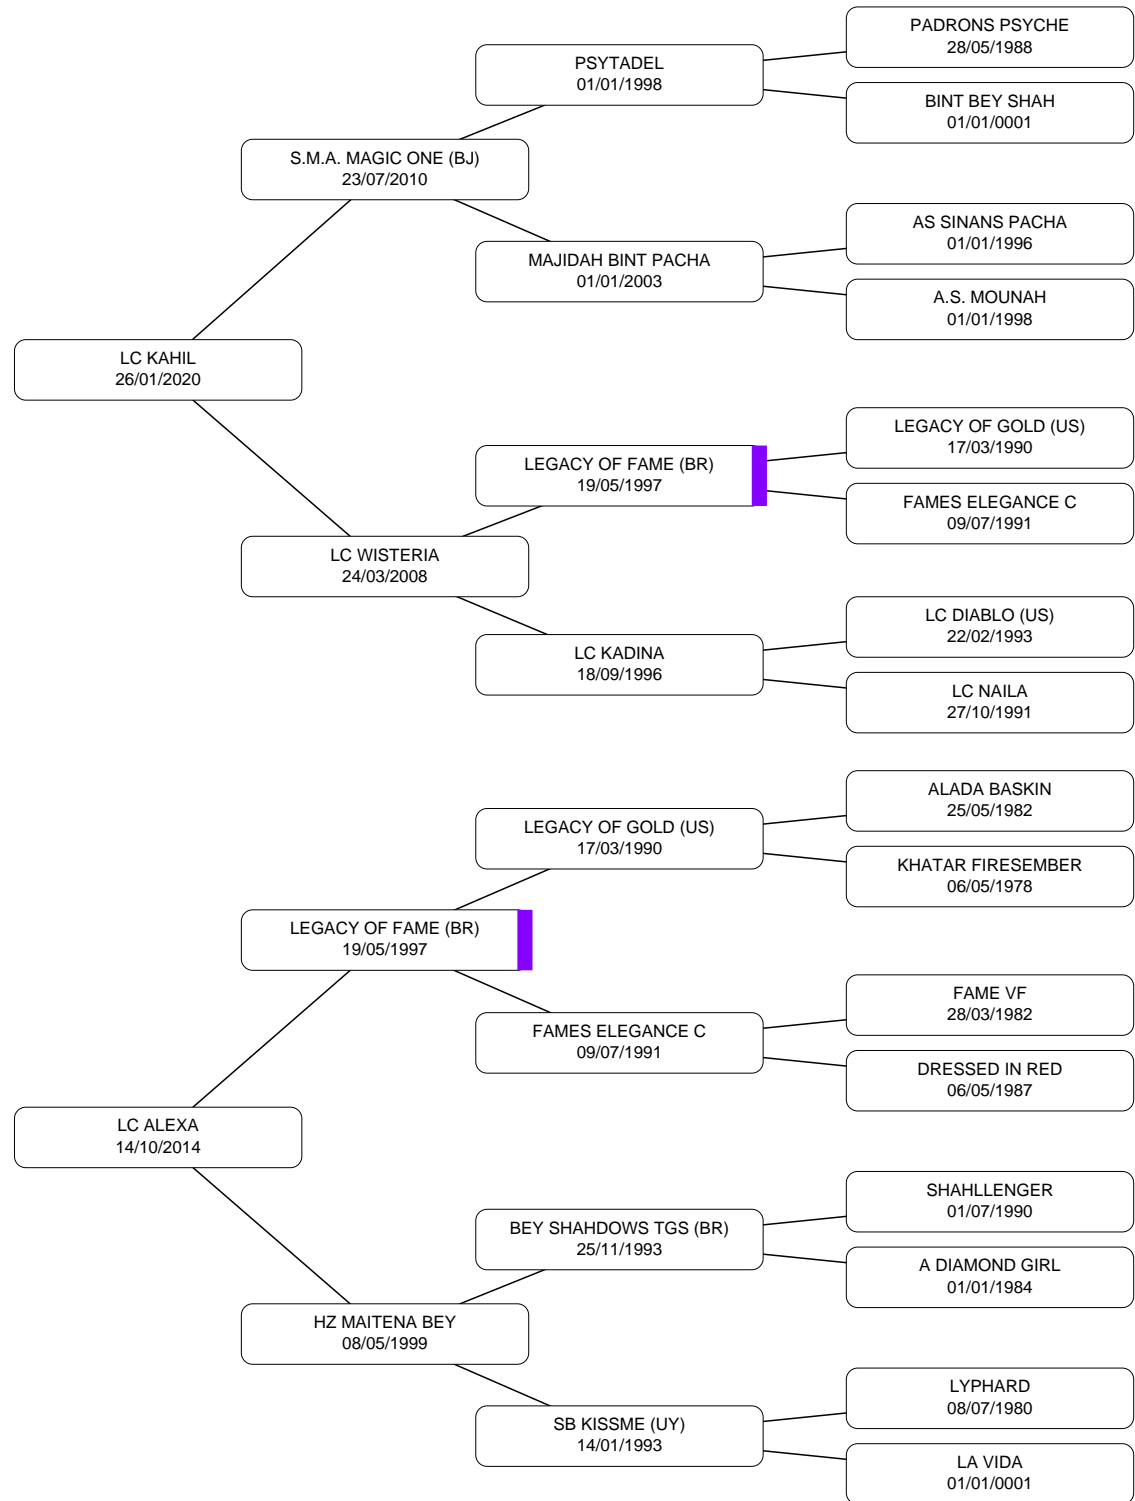 PADRONS PSYCHE
28/05/1988
PSYTADEL
01/01/1998
BINT BEY SHAH
01/01/0001
S.M.A. MAGIC ONE (BJ)
23/07/2010
AS SINANS PACHA
01/01/1996
MAJIDAH BINT PACHA
01/01/2003
A.S. MOUNAH
01/01/1998
LC KAHIL
26/01/2020
LEGACY OF GOLD (US)
17/03/1990
LEGACY OF FAME (BR)
19/05/1997
FAMES ELEGANCE C
09/07/1991
LC WISTERIA
24/03/2008
LC DIABLO (US)
22/02/1993
LC KADINA
18/09/1996
LC NAILA
27/10/1991
ALADA BASKIN
25/05/1982
LEGACY OF GOLD (US)
17/03/1990
KHATAR FIRESEMBER
06/05/1978
LEGACY OF FAME (BR)
19/05/1997
FAME VF
28/03/1982
FAMES ELEGANCE C
09/07/1991
DRESSED IN RED
06/05/1987
LC ALEXA
14/10/2014
SHAHLLENGER
01/07/1990
BEY SHAHDOWS TGS (BR)
25/11/1993
A DIAMOND GIRL
01/01/1984
HZ MAITENA BEY
08/05/1999
LYPHARD
08/07/1980
SB KISSME (UY)
14/01/1993
LA VIDA
01/01/0001